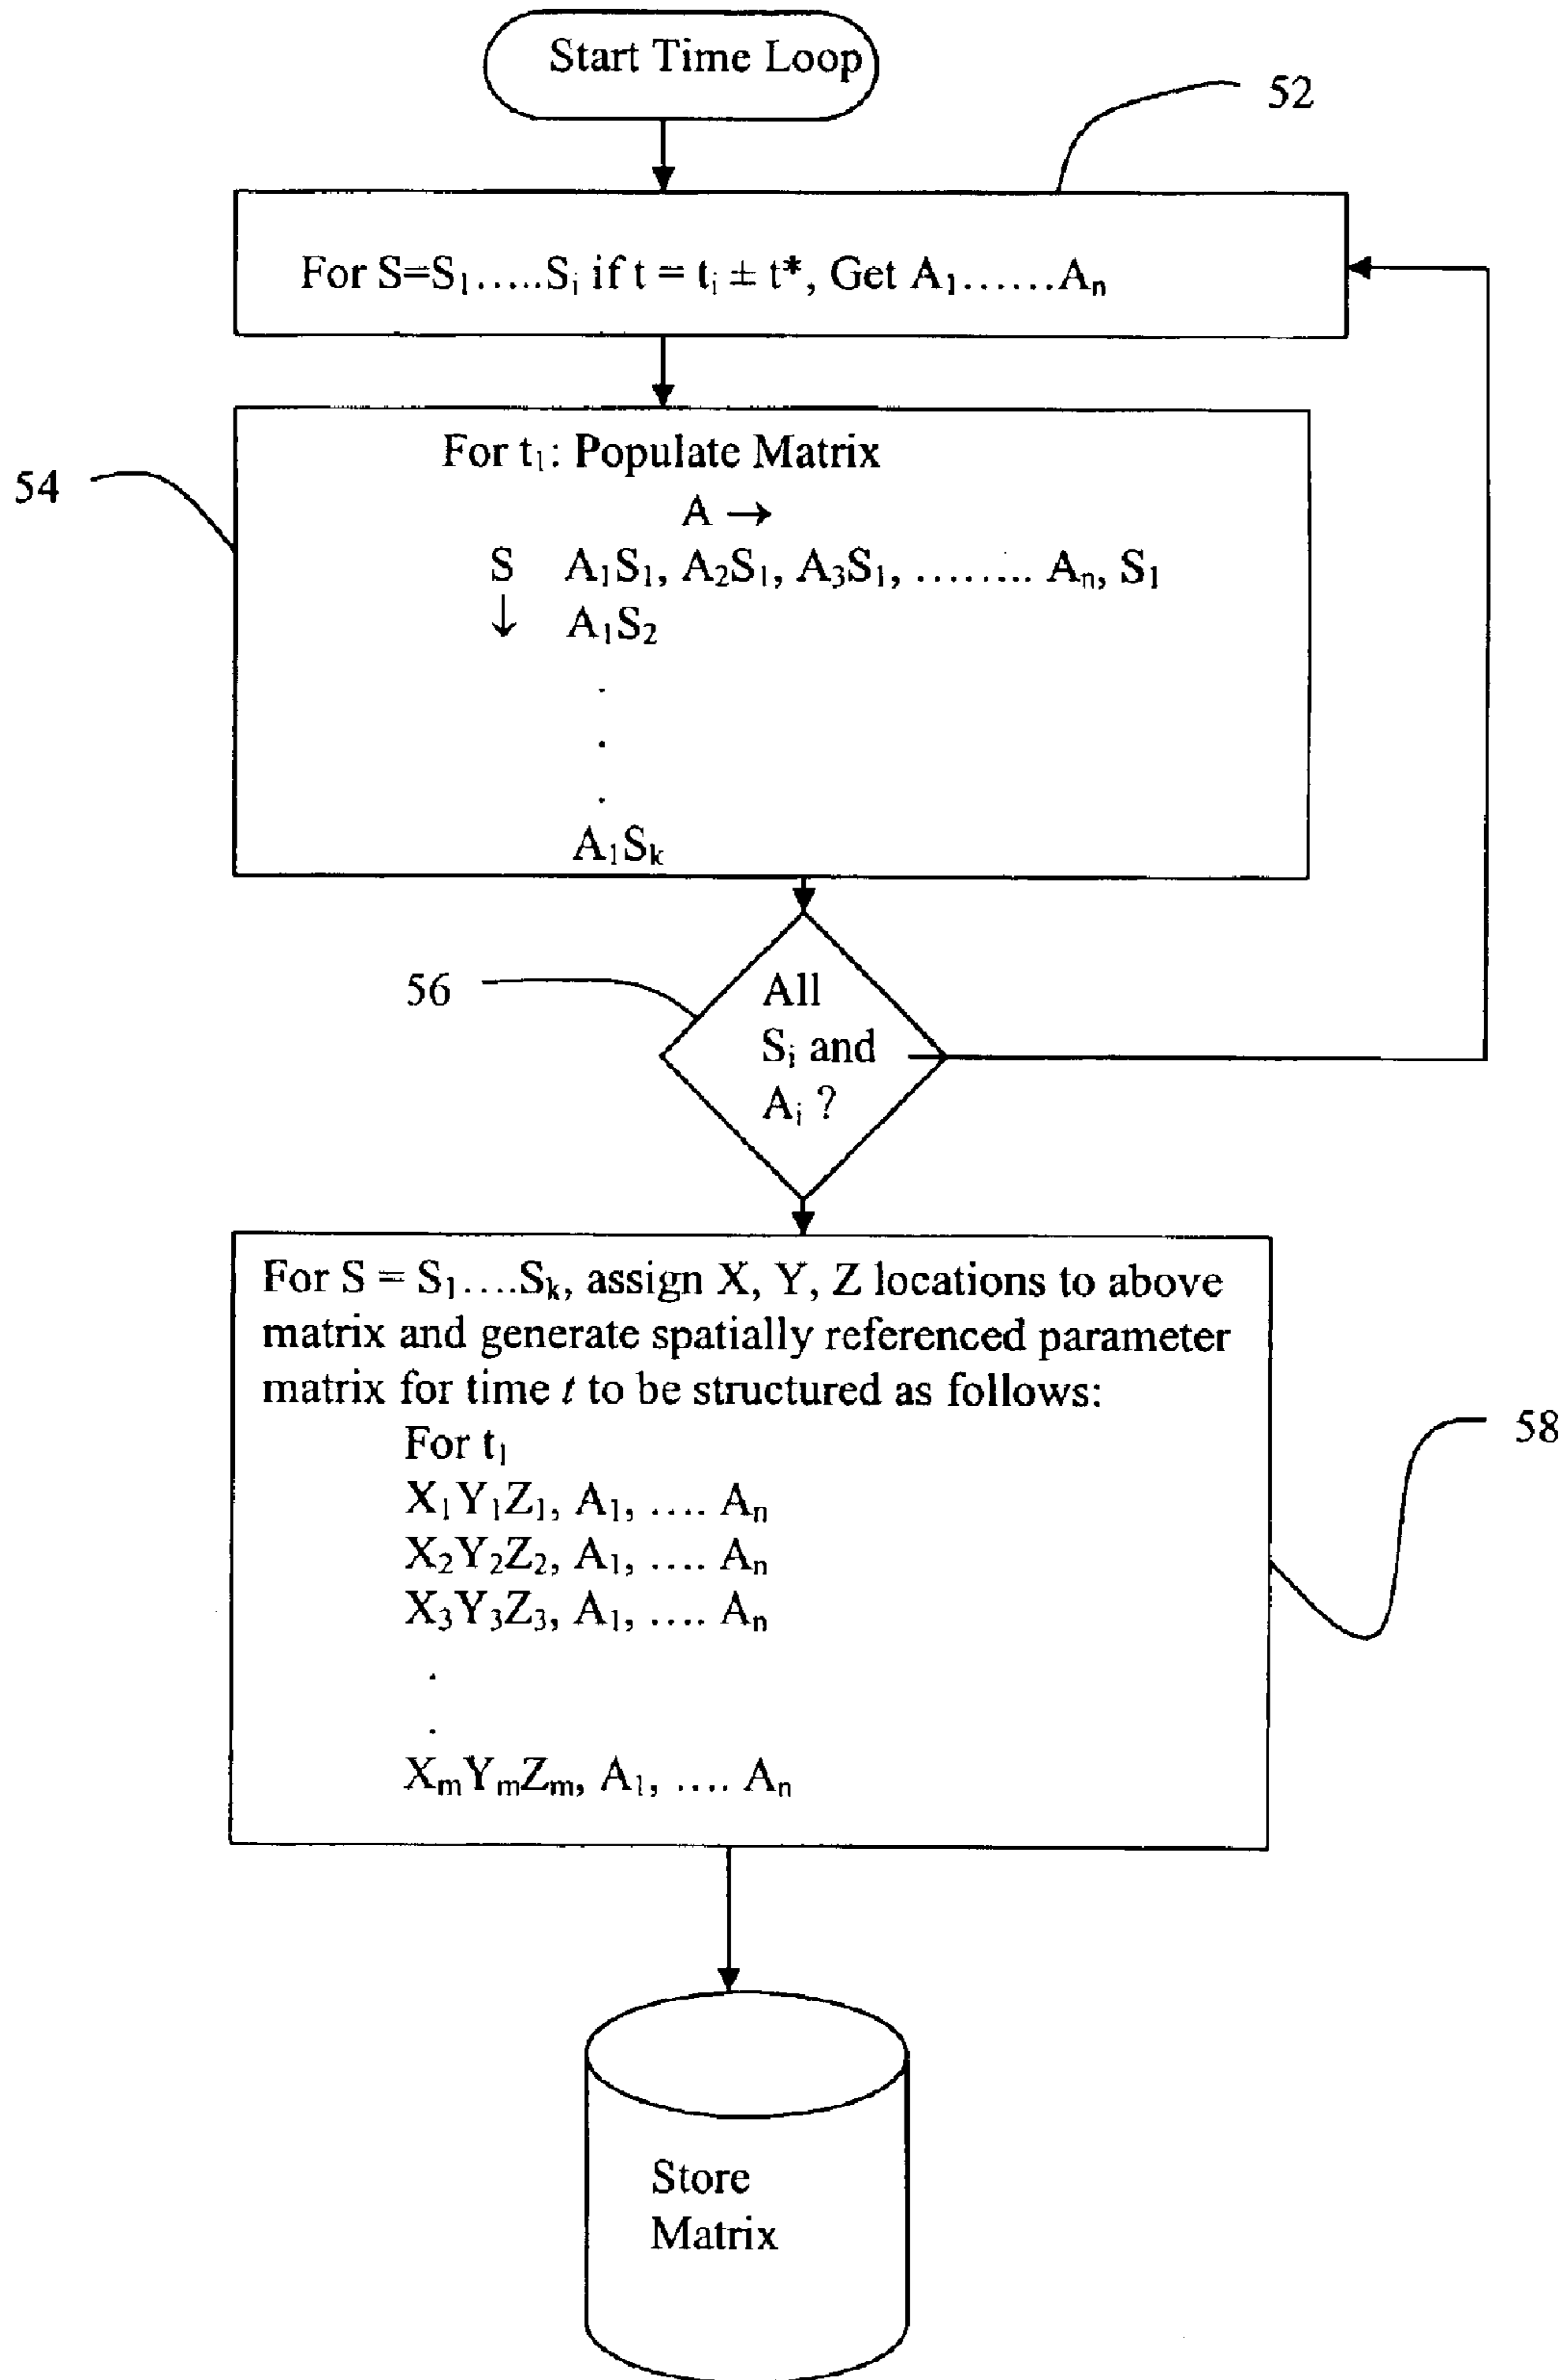 Start Time Loop
52
For S=S₁.....Sᵢ if t = tᵢ ± t*, Get A₁......Aₙ
54
For t₁: Populate Matrix
A →
S A₁S₁, A₂S₁, A₃S₁, ........ Aₙ, S₁
↓ A₁S₂
.
.
.
A₁Sₖ
56
All
Sᵢ and
Aᵢ ?
For S = S₁....Sₖ, assign X, Y, Z locations to above
matrix and generate spatially referenced parameter
matrix for time t to be structured as follows:
For t₁
58
X₁Y₁Z₁, A₁, .... Aₙ
X₂Y₂Z₂, A₁, .... Aₙ
X₃Y₃Z₃, A₁, .... Aₙ
.
.
XₘYₘZₘ, A₁, .... Aₙ
Store
Matrix